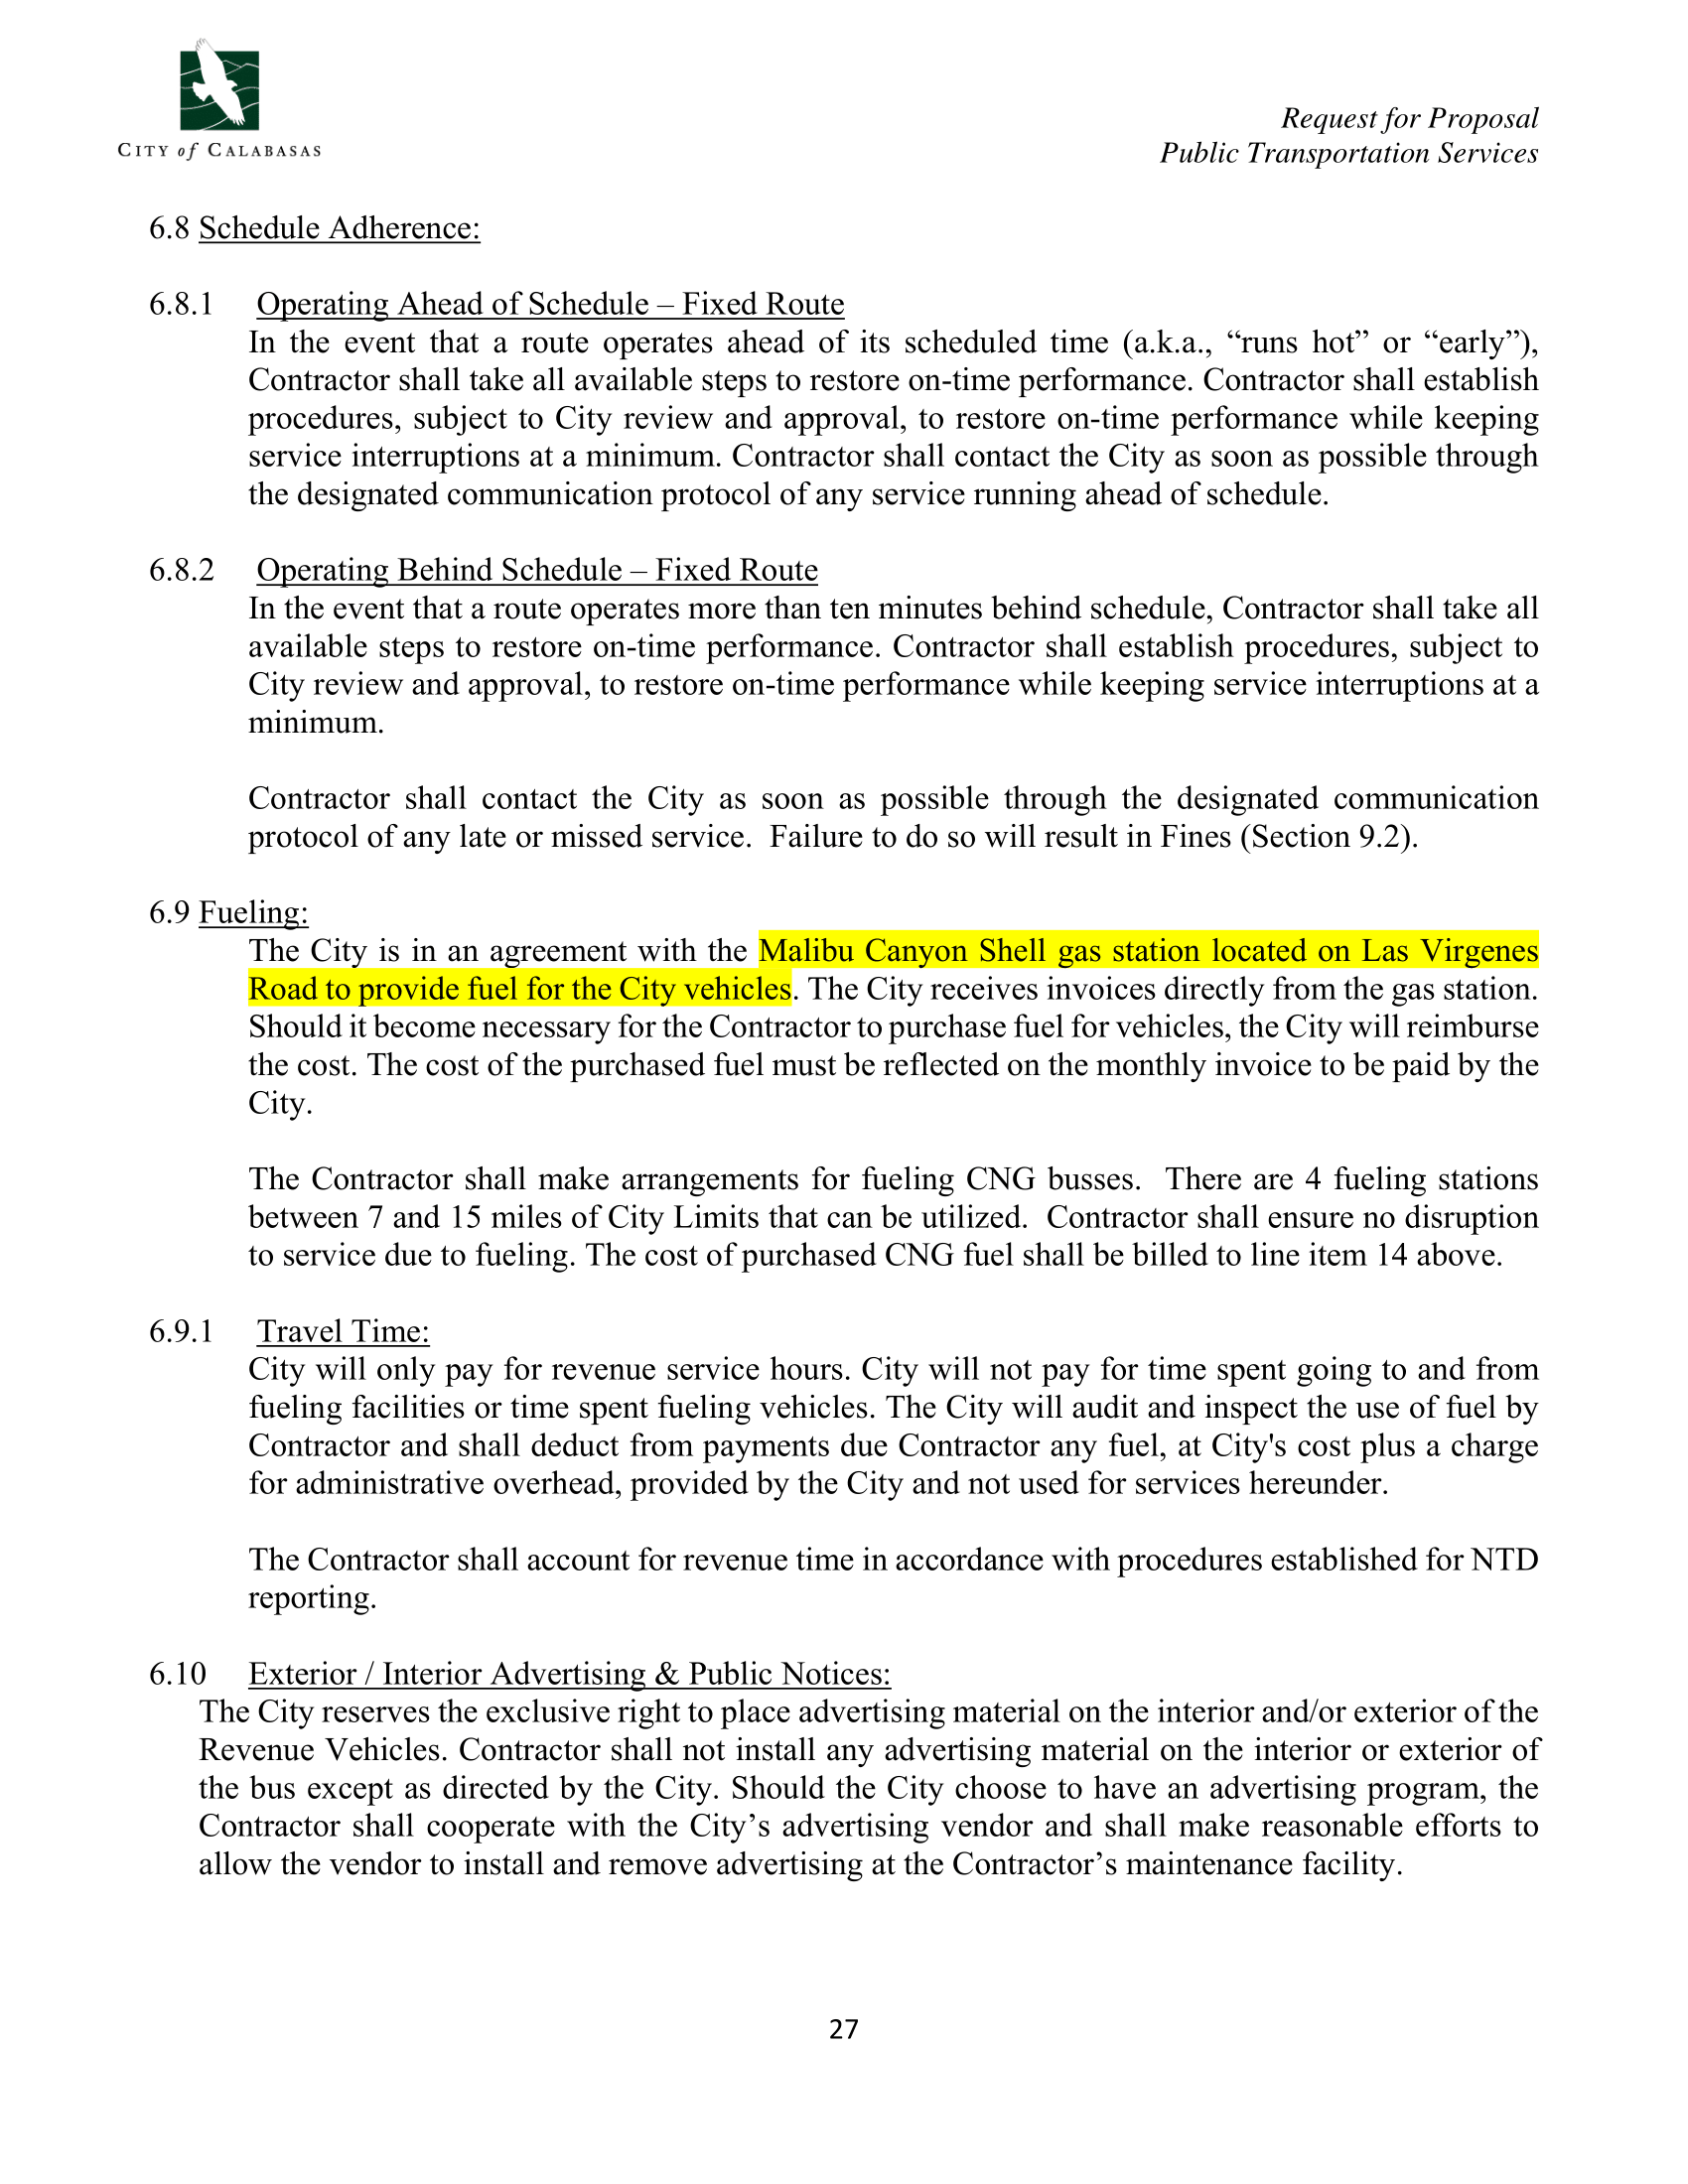 CITY of CALABASAS
Request for Proposal
Public Transportation Services
6.8 Schedule Adherence:
6.8.1 Operating Ahead of Schedule – Fixed Route
In the event that a route operates ahead of its scheduled time (a.k.a., “runs hot” or “early”),
Contractor shall take all available steps to restore on-time performance. Contractor shall establish
procedures, subject to City review and approval, to restore on-time performance while keeping
service interruptions at a minimum. Contractor shall contact the City as soon as possible through
the designated communication protocol of any service running ahead of schedule.
6.8.2 Operating Behind Schedule – Fixed Route
In the event that a route operates more than ten minutes behind schedule, Contractor shall take all
available steps to restore on-time performance. Contractor shall establish procedures, subject to
City review and approval, to restore on-time performance while keeping service interruptions at a
minimum.
Contractor shall contact the City as soon as possible through the designated communication
protocol of any late or missed service. Failure to do so will result in Fines (Section 9.2).
6.9 Fueling:
The City is in an agreement with the Malibu Canyon Shell gas station located on Las Virgenes
Road to provide fuel for the City vehicles. The City receives invoices directly from the gas station.
Should it become necessary for the Contractor to purchase fuel for vehicles, the City will reimburse
the cost. The cost of the purchased fuel must be reflected on the monthly invoice to be paid by the
City.
The Contractor shall make arrangements for fueling CNG busses. There are 4 fueling stations
between 7 and 15 miles of City Limits that can be utilized. Contractor shall ensure no disruption
to service due to fueling. The cost of purchased CNG fuel shall be billed to line item 14 above.
6.9.1 Travel Time:
City will only pay for revenue service hours. City will not pay for time spent going to and from
fueling facilities or time spent fueling vehicles. The City will audit and inspect the use of fuel by
Contractor and shall deduct from payments due Contractor any fuel, at City's cost plus a charge
for administrative overhead, provided by the City and not used for services hereunder.
The Contractor shall account for revenue time in accordance with procedures established for NTD
reporting.
6.10 Exterior / Interior Advertising & Public Notices:
The City reserves the exclusive right to place advertising material on the interior and/or exterior of the
Revenue Vehicles. Contractor shall not install any advertising material on the interior or exterior of
the bus except as directed by the City. Should the City choose to have an advertising program, the
Contractor shall cooperate with the City’s advertising vendor and shall make reasonable efforts to
allow the vendor to install and remove advertising at the Contractor’s maintenance facility.
27